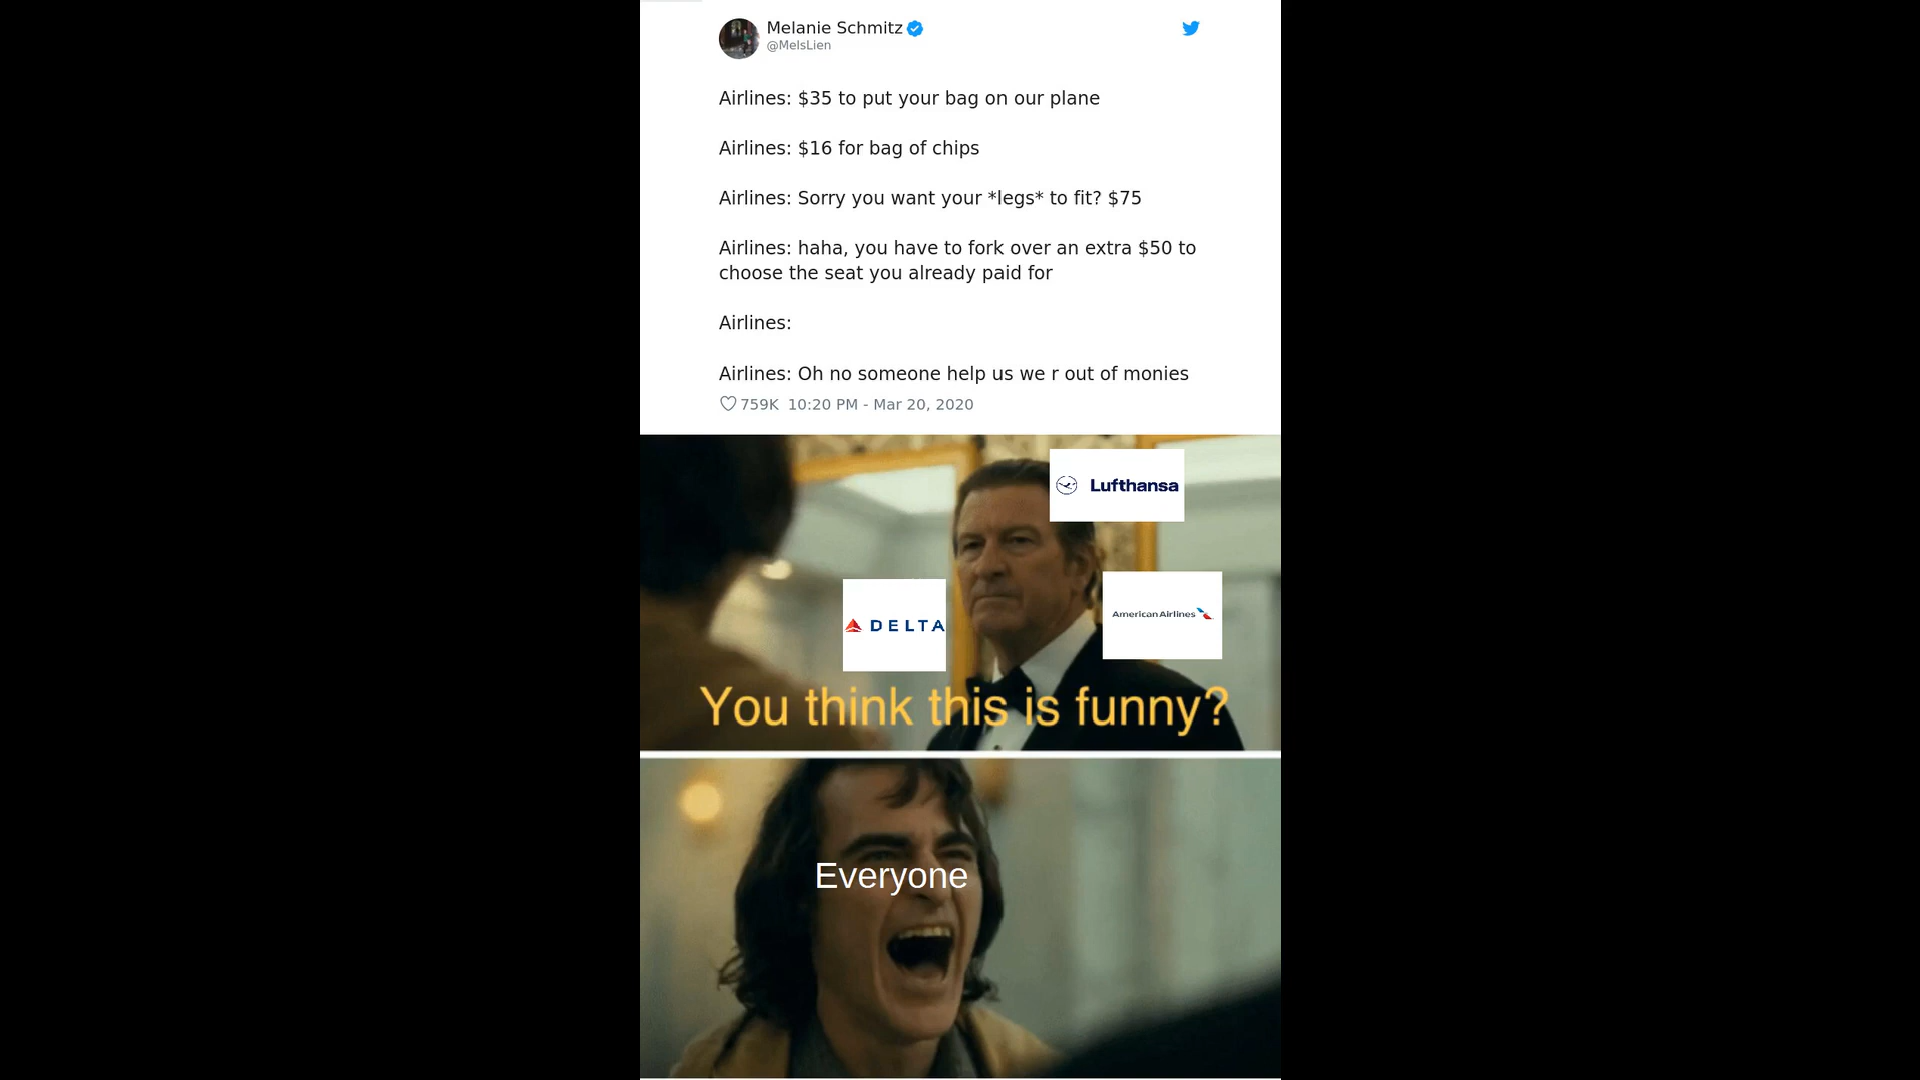 Melanie Schmitz
@MelsLien
Airlines: $35 to put your bag on our plane
Airlines: $16 for bag of chips
Airlines: Sorry you want your *legs* to fit? $75
Airlines: haha, you have to fork over an extra $50 to
choose the seat you already paid for
Airlines:
Airlines: Oh no someone help us we r out of monies
759K 10:20 PM - Mar 20, 2020
Lufthansa
DELTA
American Airlines
You think this is funny?
Everyone